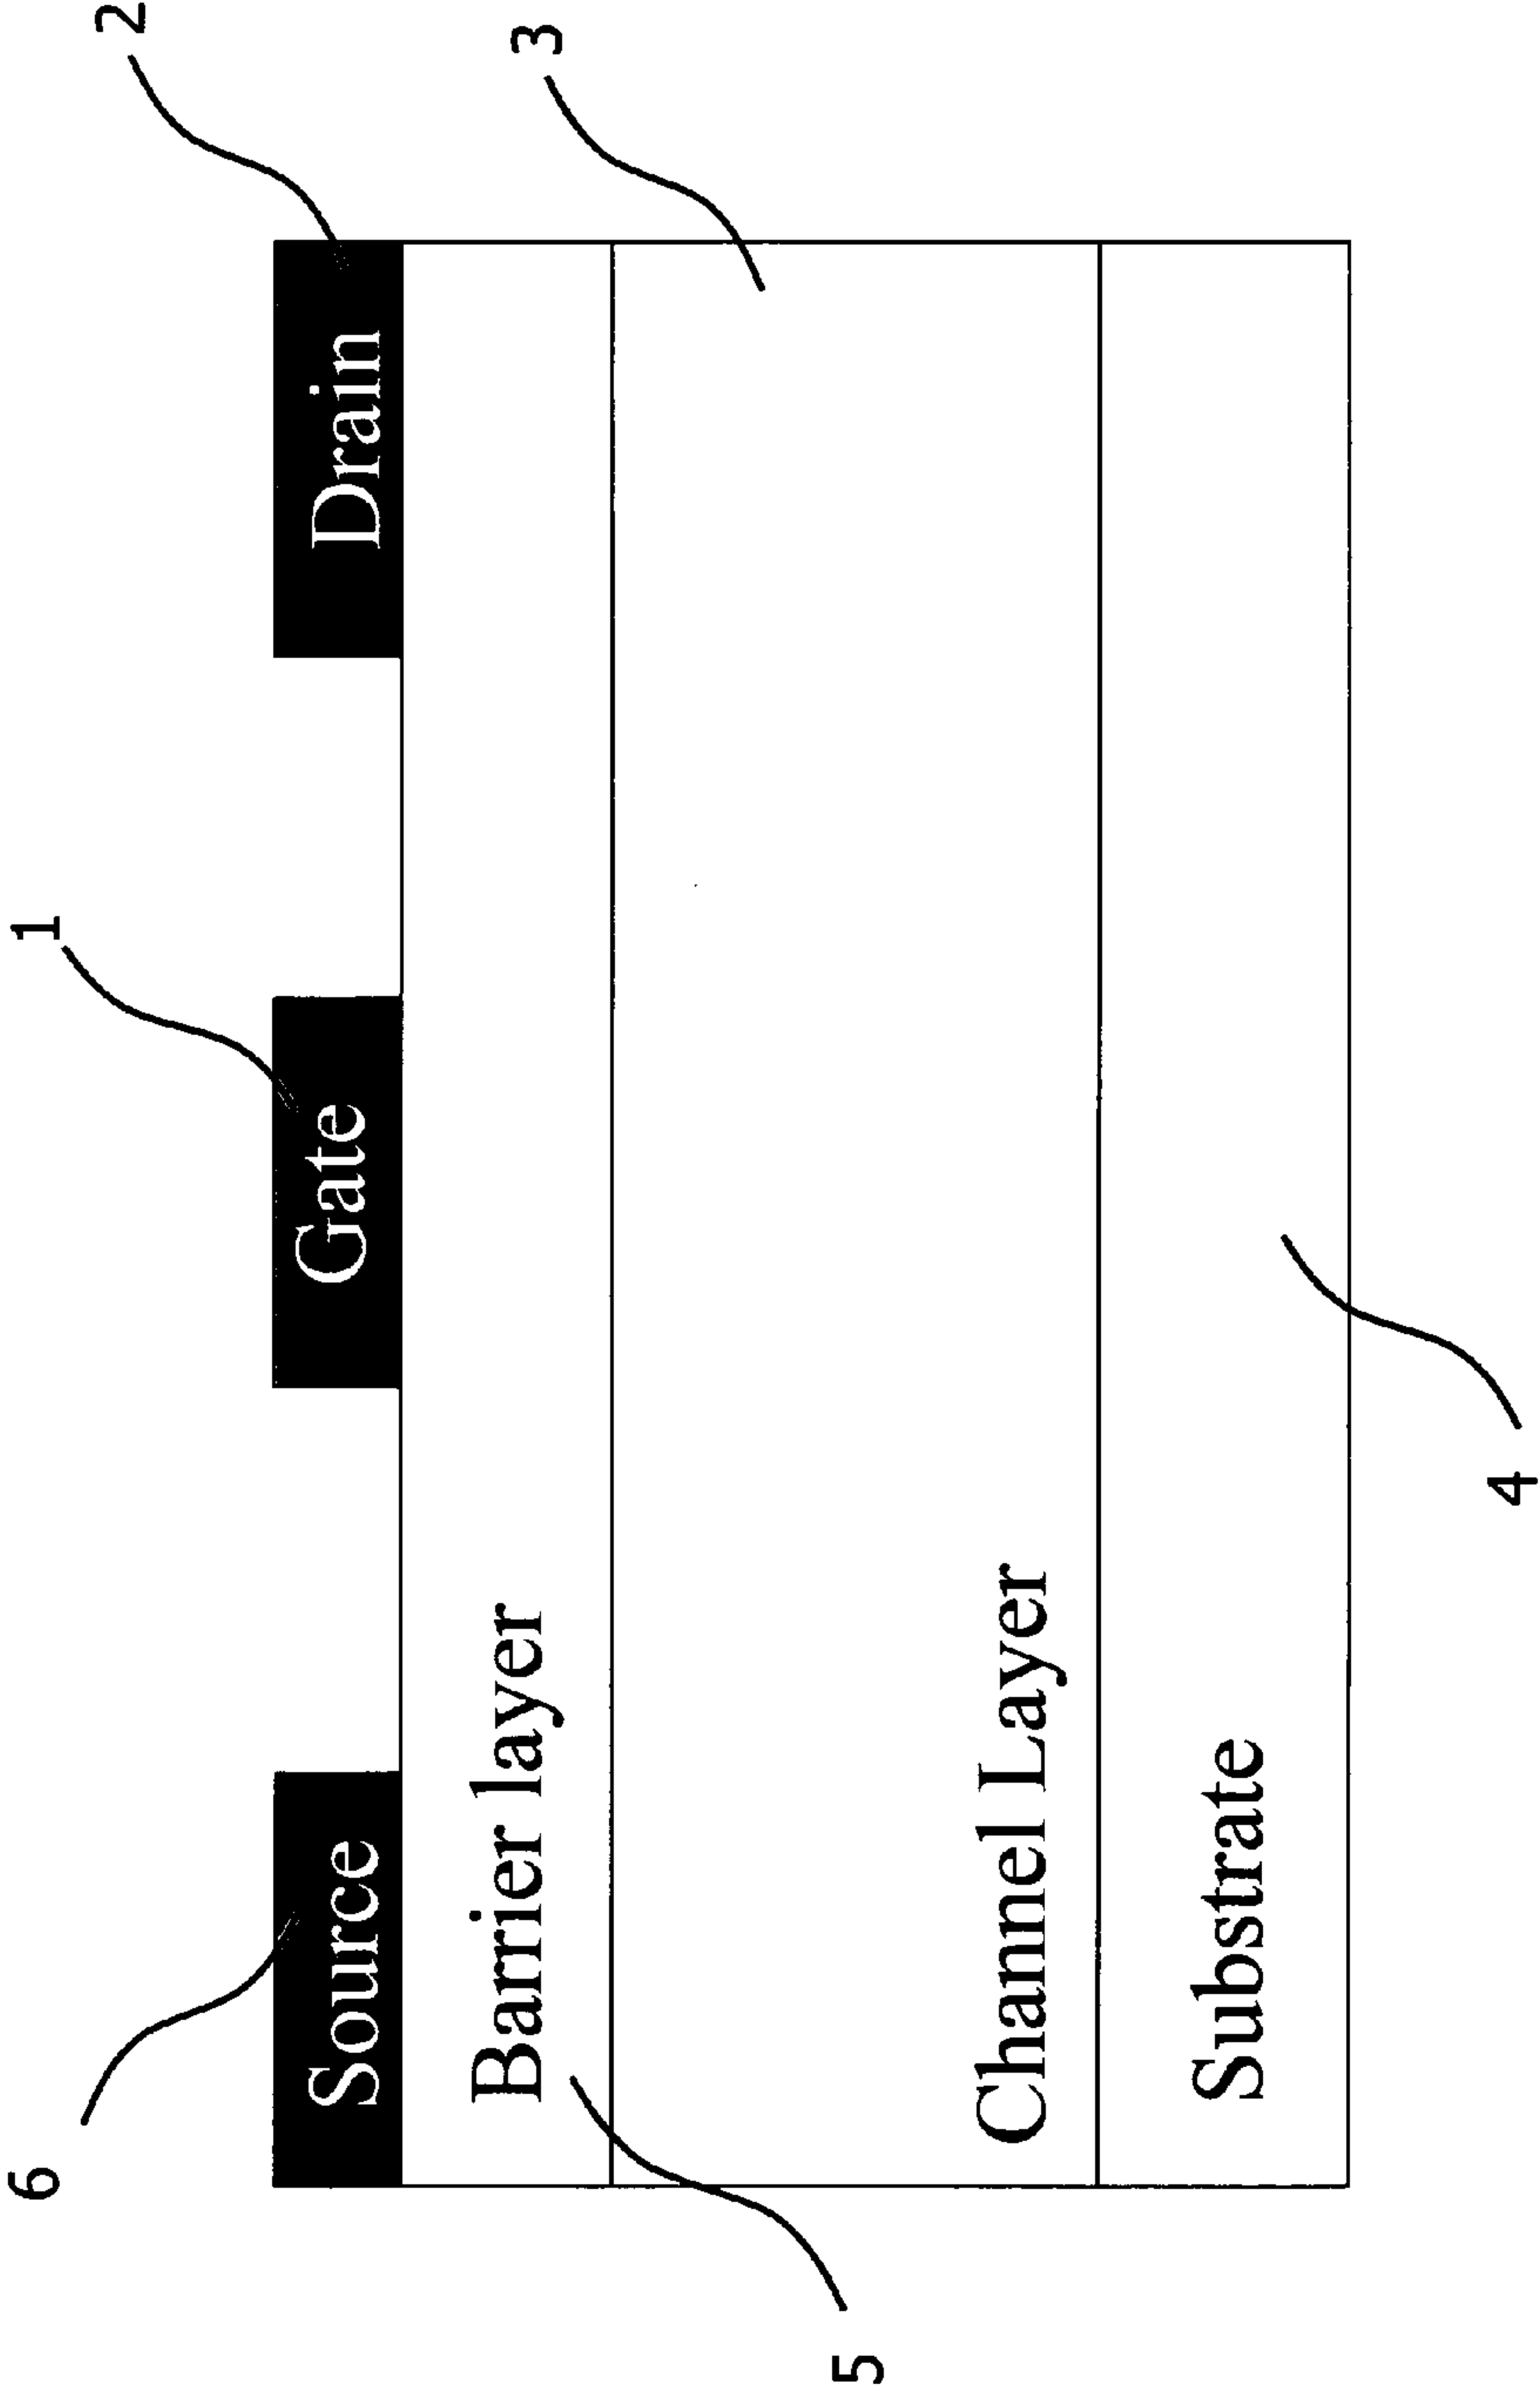 6
1
2
Source
Gate
Drain
3
Barrier layer
Channel Layer
Substrate
5
4